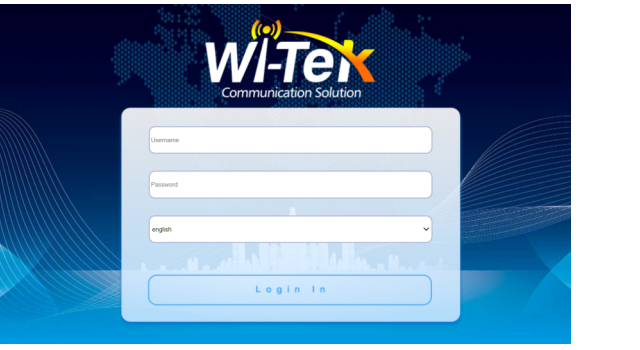 WI-Tek
Communication Solution
Username
Password
english
Login In